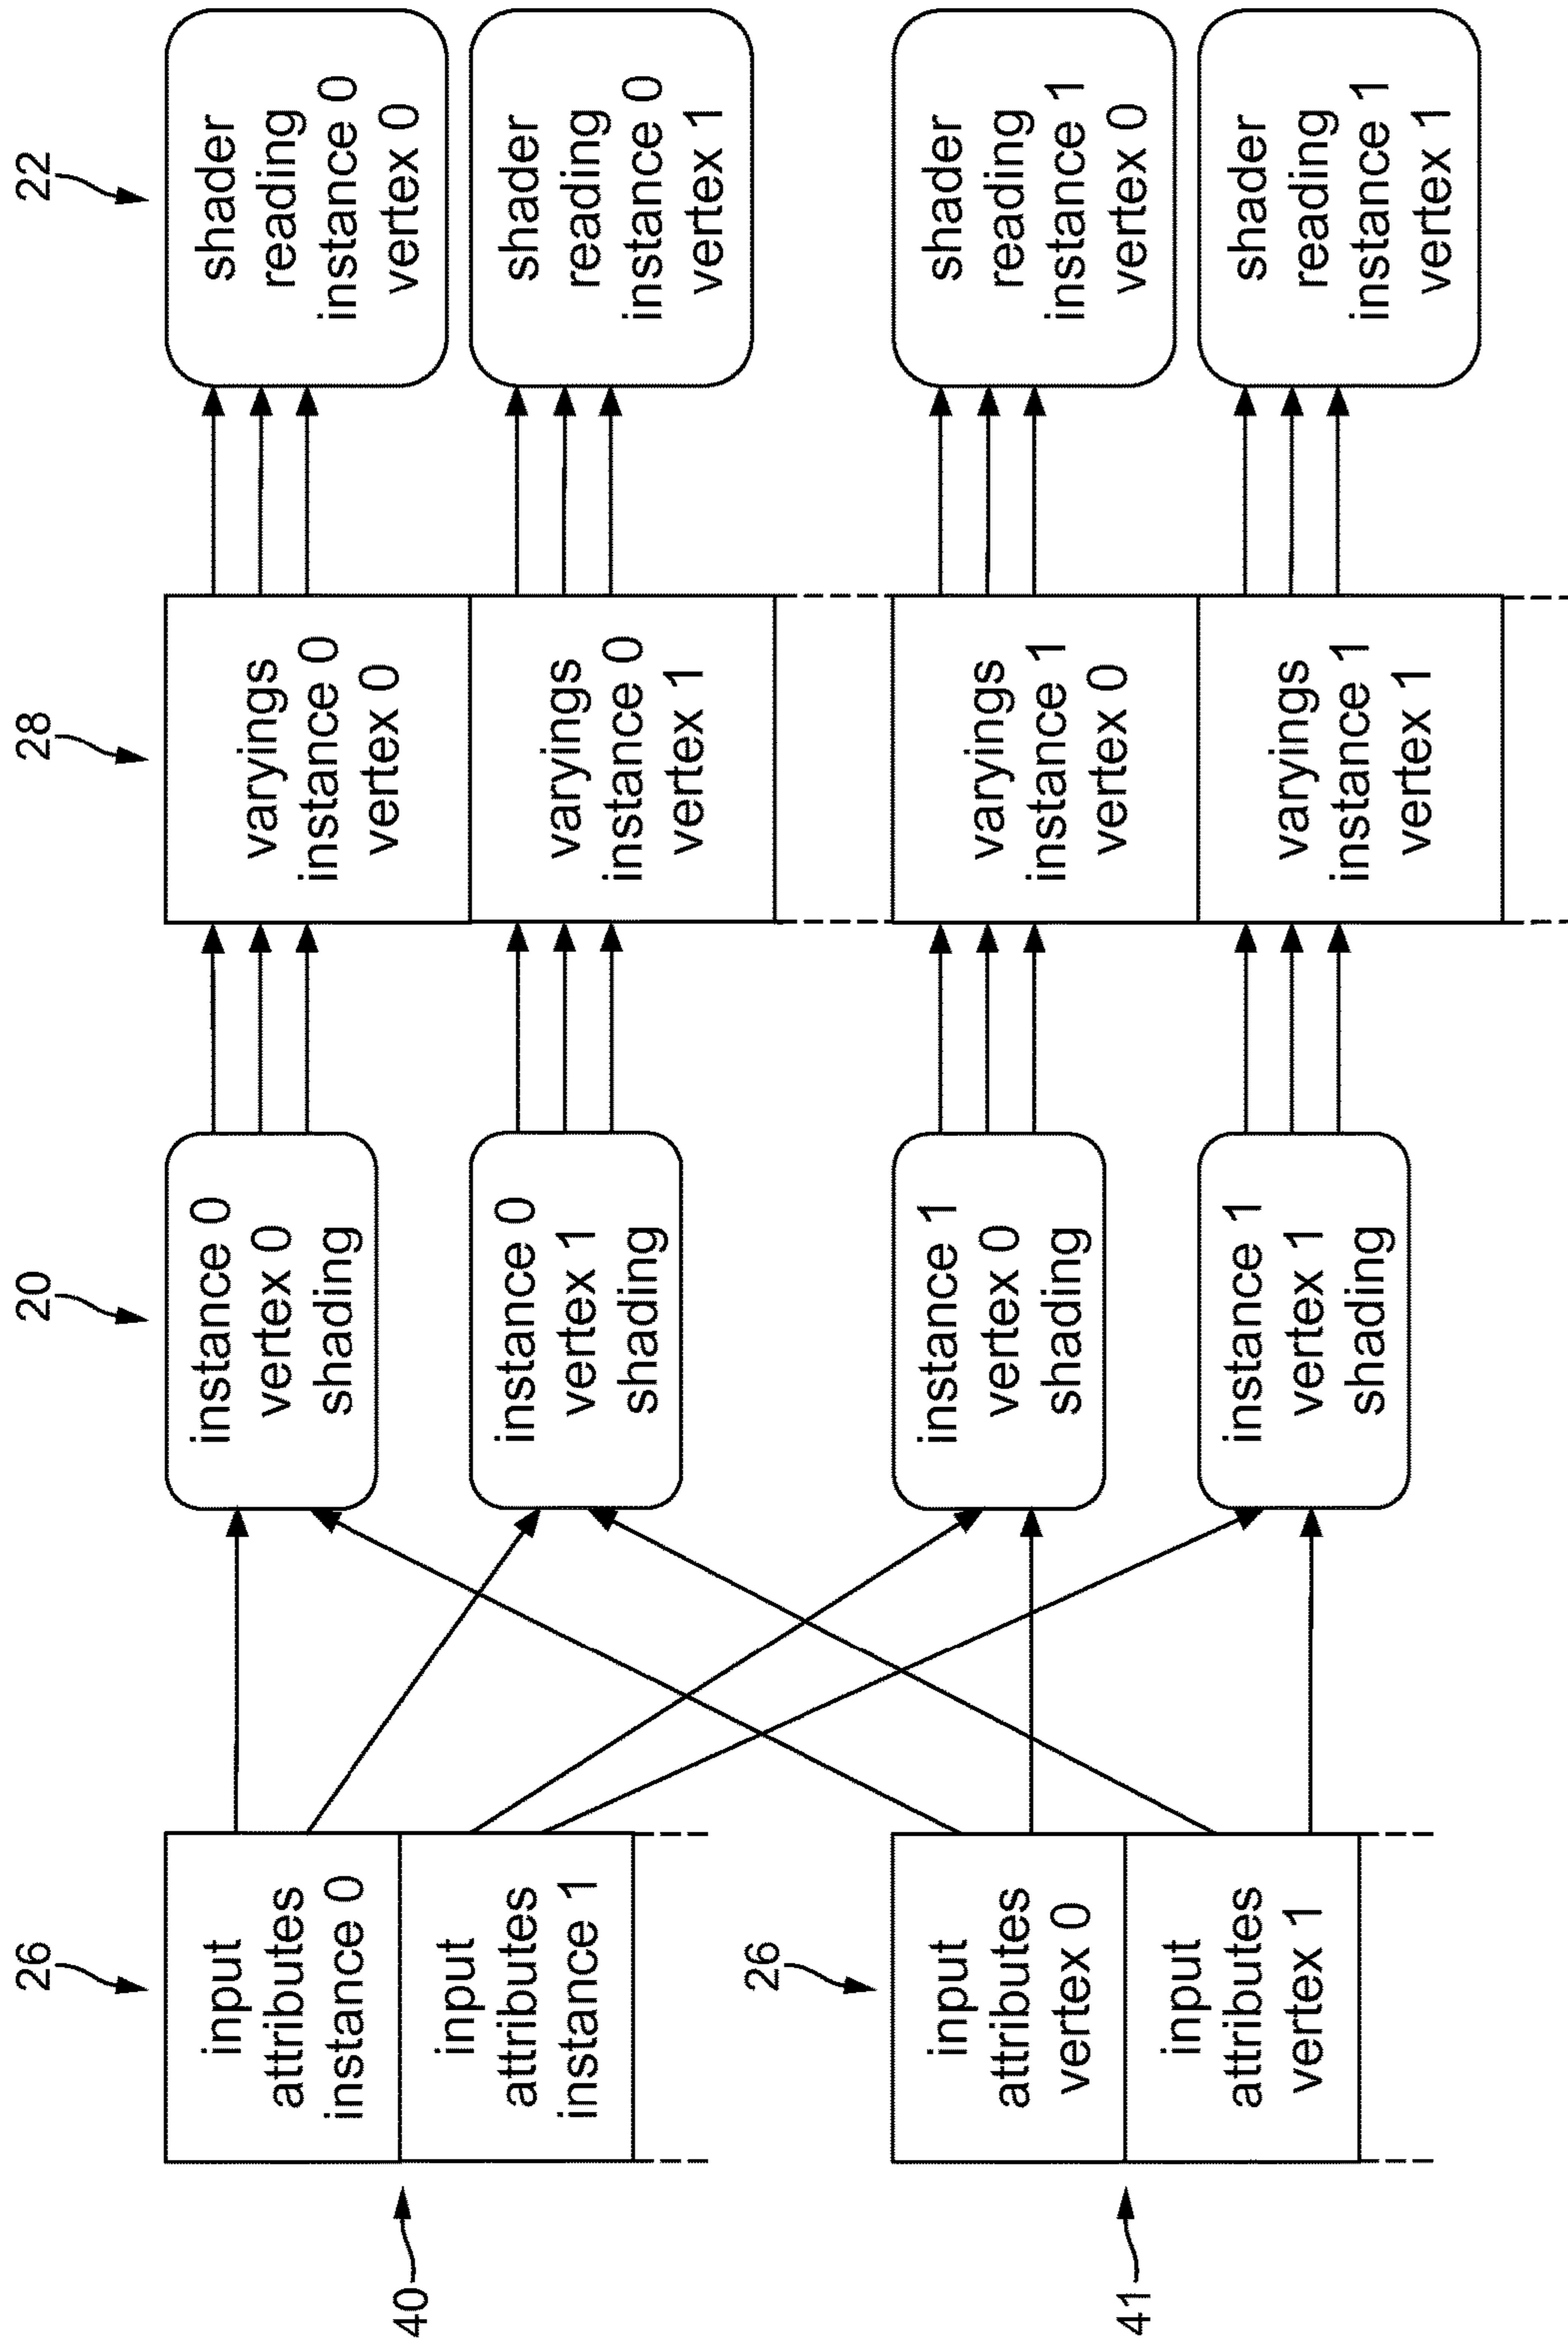 26
20
28
22
input
attributes
instance 0
input
attributes
instance 1
40
instance 0
vertex 0
shading
instance 0
vertex 1
shading
varyings
instance 0
vertex 0
varyings
instance 0
vertex 1
shader
reading
instance 0
vertex 0
shader
reading
instance 0
vertex 1
26
input
attributes
vertex 0
input
attributes
vertex 1
41
instance 1
vertex 0
shading
instance 1
vertex 1
shading
varyings
instance 1
vertex 0
varyings
instance 1
vertex 1
shader
reading
instance 1
vertex 0
shader
reading
instance 1
vertex 1